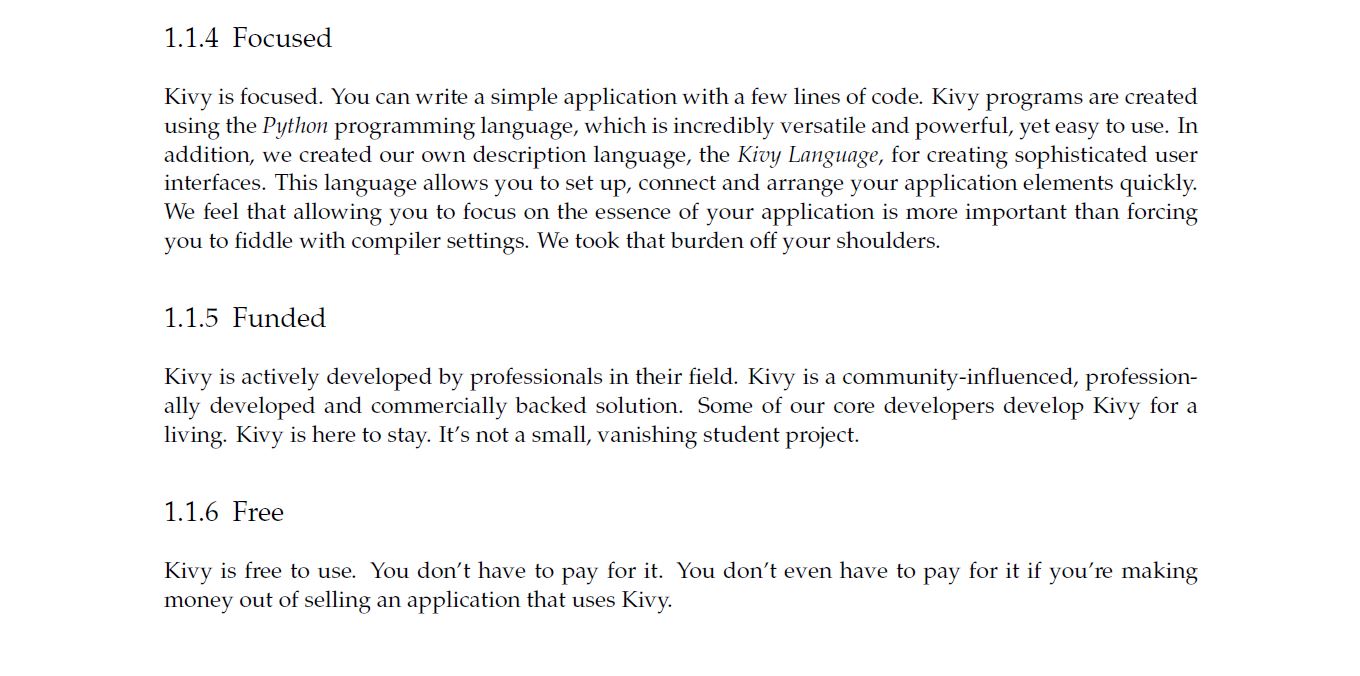 1.1.4 Focused
Kivy is focused. You can write a simple application with a few lines of code. Kivy programs are created
using the Python programming language, which is incredibly versatile and powerful, yet easy to use. In
addition, we created our own description language, the Kivy Language, for creating sophisticated user
interfaces. This language allows you to set up, connect and arrange your application elements quickly.
We feel that allowing you to focus on the essence of your application is more important than forcing
you to fiddle with compiler settings. We took that burden off your shoulders.
1.1.5 Funded
Kivy is actively developed by professionals in their field. Kivy is a community-influenced, profession-
ally developed and commercially backed solution. Some of our core developers develop Kivy for a
living. Kivy is here to stay. It’s not a small, vanishing student project.
1.1.6 Free
Kivy is free to use. You don’t have to pay for it. You don’t even have to pay for it if you’re making
money out of selling an application that uses Kivy.